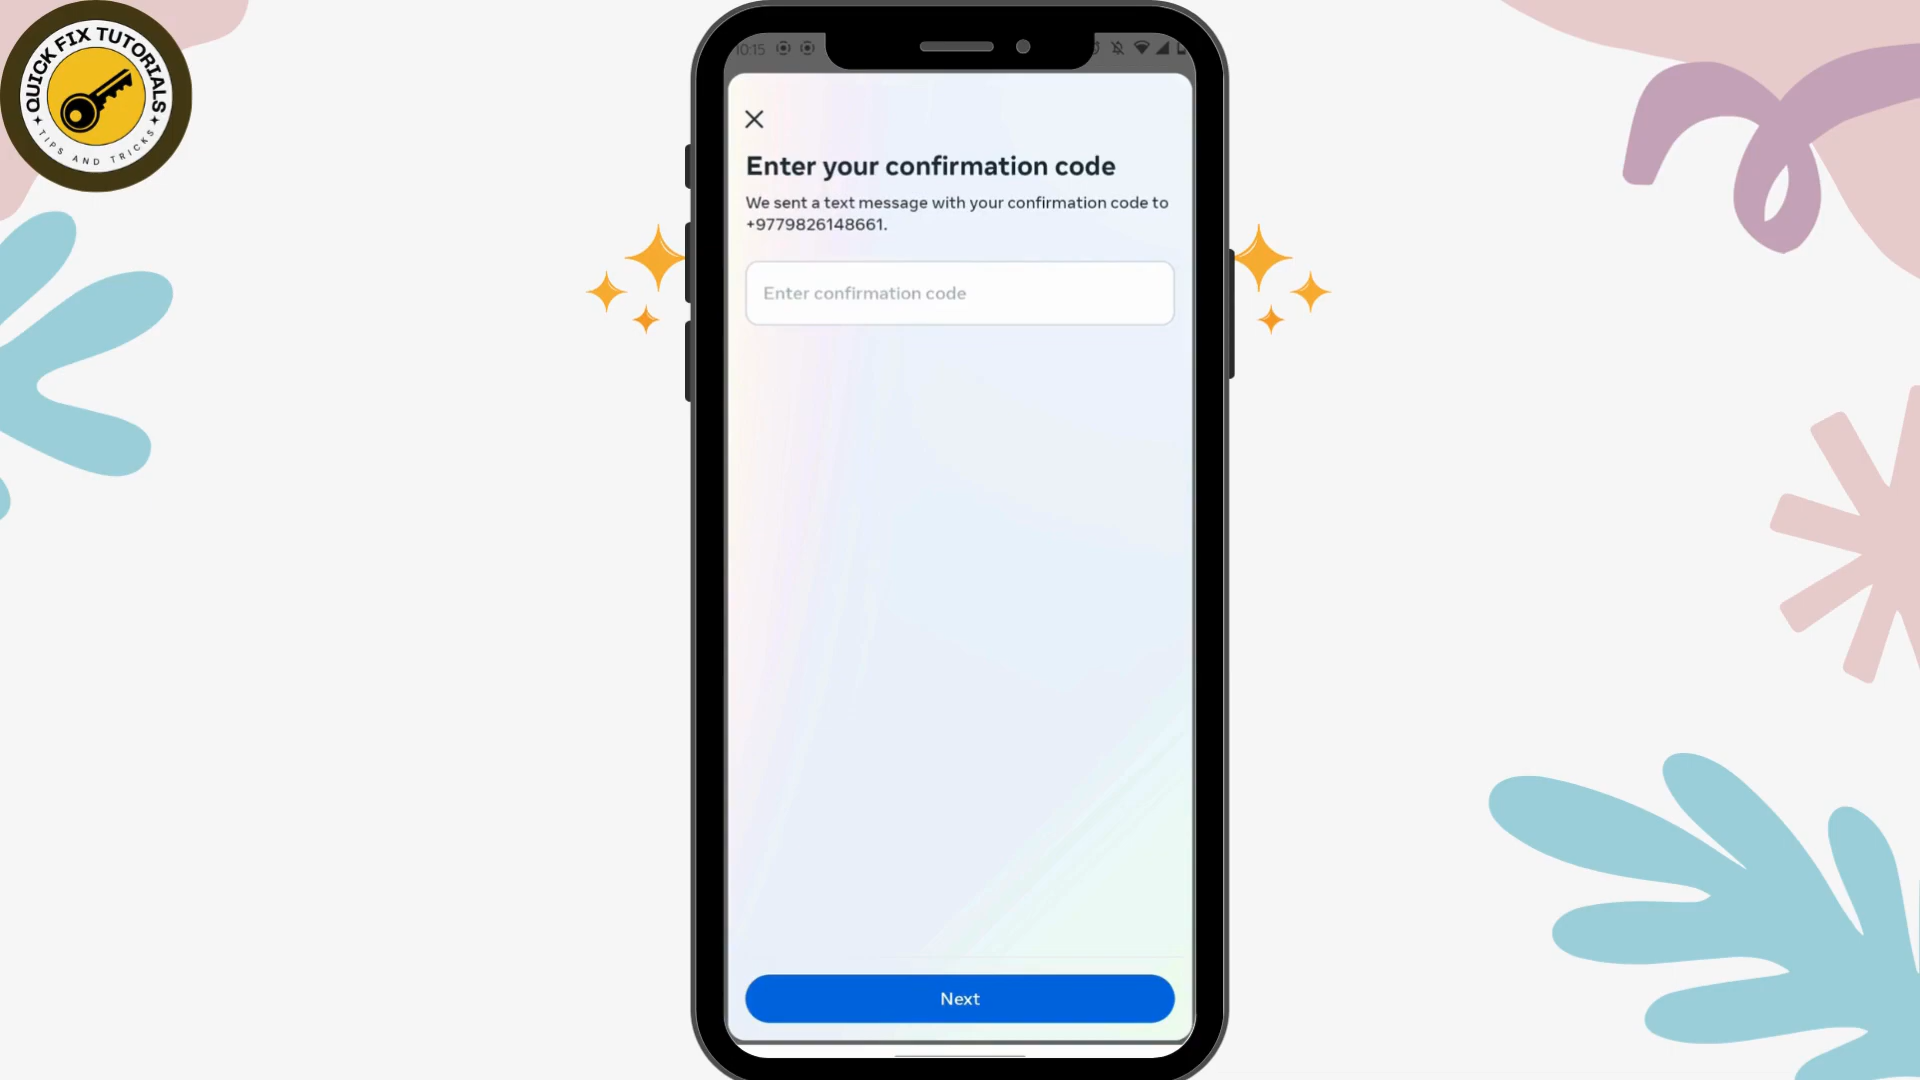 QUICK FIX TUTORIALS
TIPS AND TRICKS
10:15
Enter your confirmation code
We sent a text message with your confirmation code to
+9779826148661.
Enter confirmation code
Next